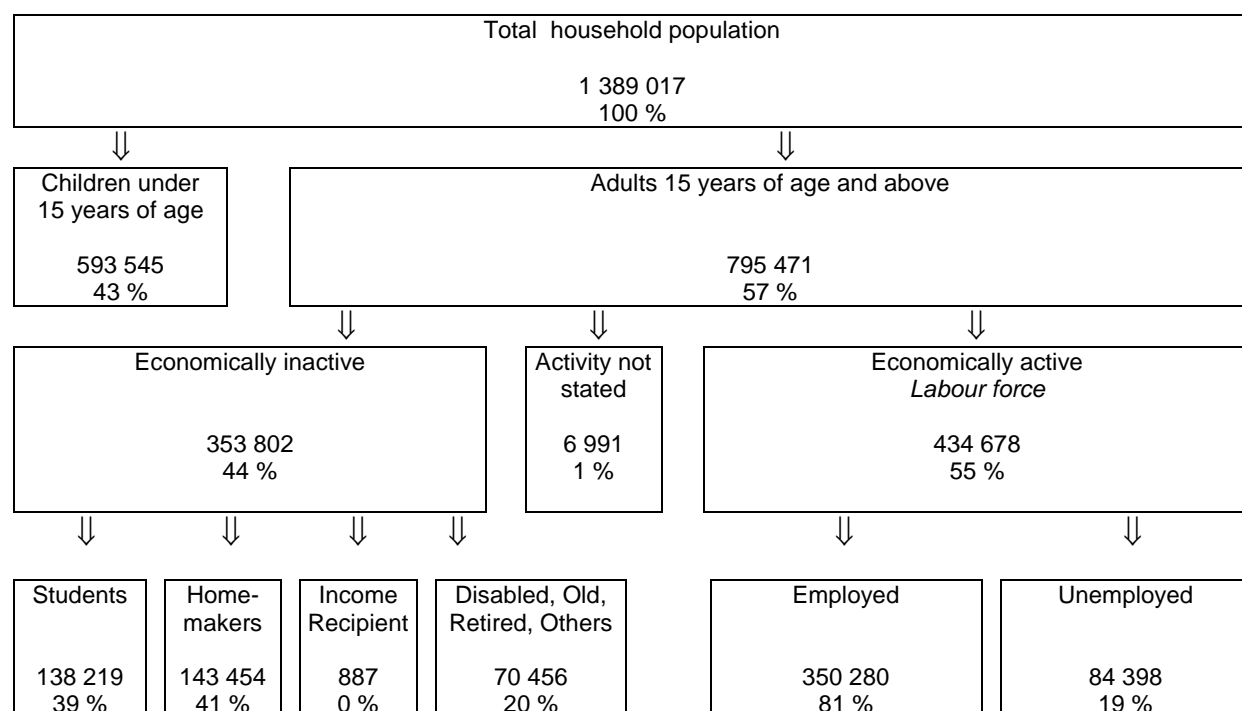 Total household population
1 389 017
100 %
Children under
15 years of age
593 545
43 %
Adults 15 years of age and above
795 471
57 %
Economically inactive
353 802
44 %
Activity not
stated
6 991
1 %
Economically active
Labour force
434 678
55 %
Students
138 219
39 %
Home-
makers
143 454
41 %
Income
Recipient
887
0 %
Disabled, Old,
Retired, Others
70 456
20 %
Employed
350 280
81 %
Unemployed
84 398
19 %